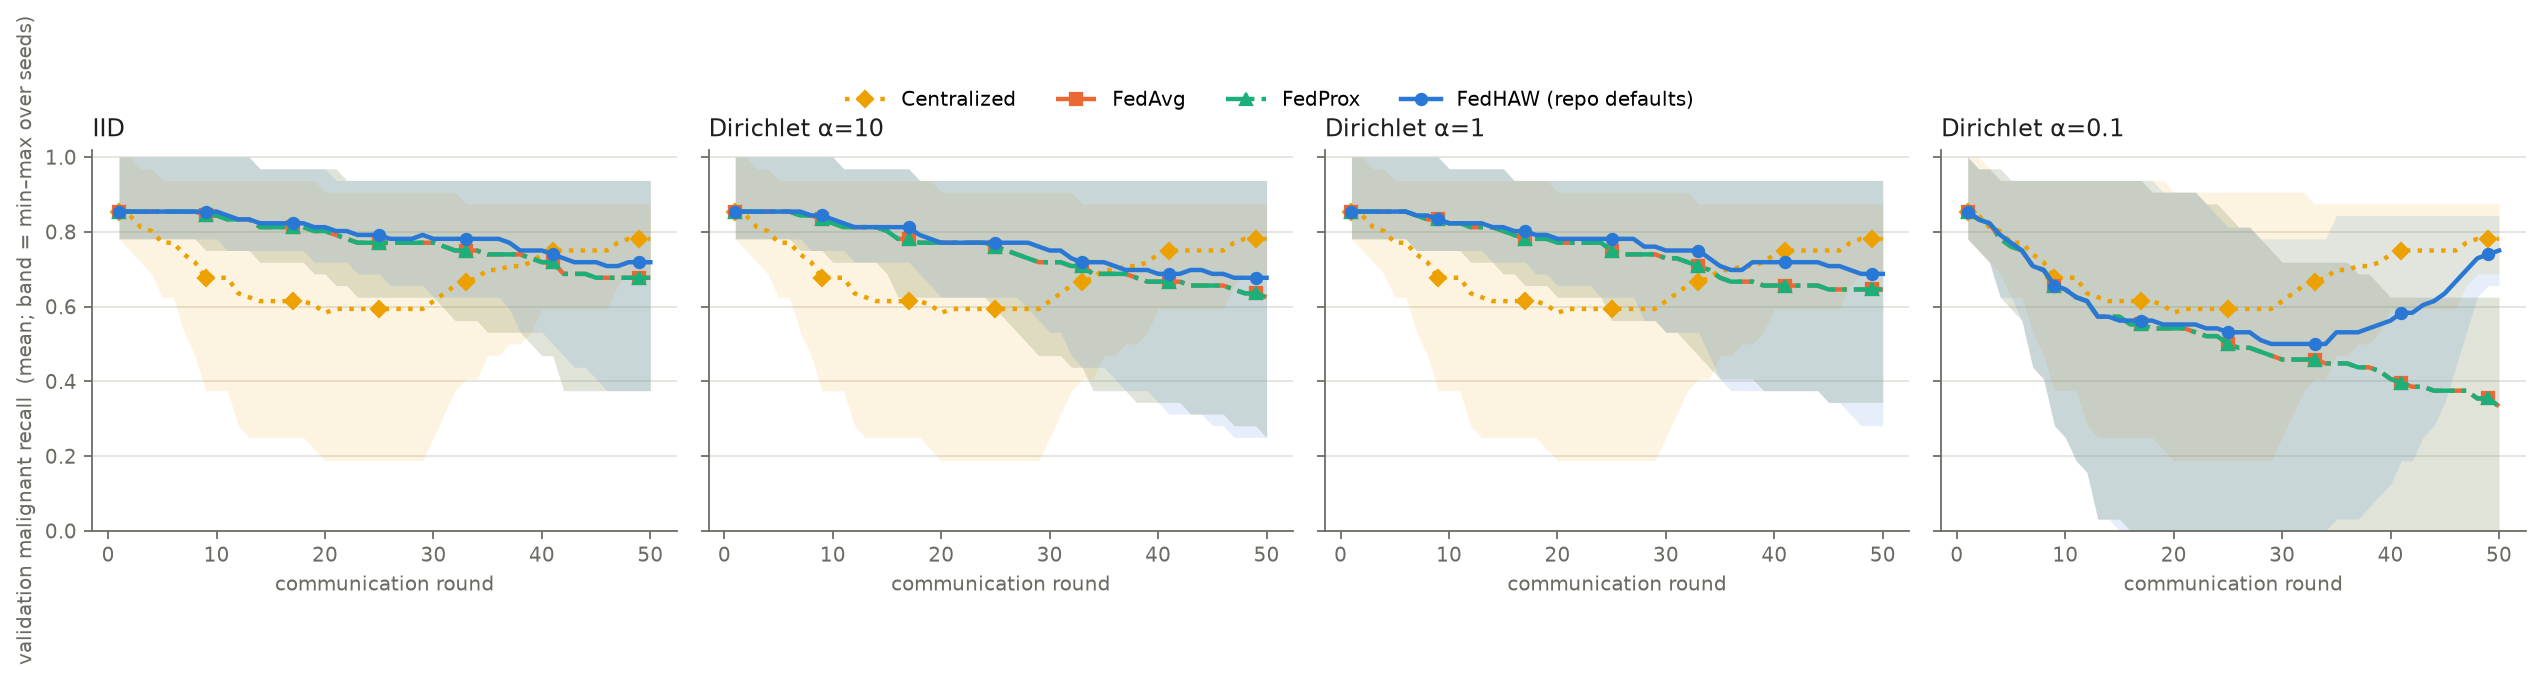 validation malignant recall (mean; band = min–max over seeds)
Centralized
FedAvg
FedProx
FedHAW (repo defaults)
IID
Dirichlet α=10
Dirichlet α=1
Dirichlet α=0.1
1.0
0.8
0.6
0.4
0.2
0.0
0 10 20 30 40 50
0 10 20 30 40 50
0 10 20 30 40 50
0 10 20 30 40 50
communication round
communication round
communication round
communication round